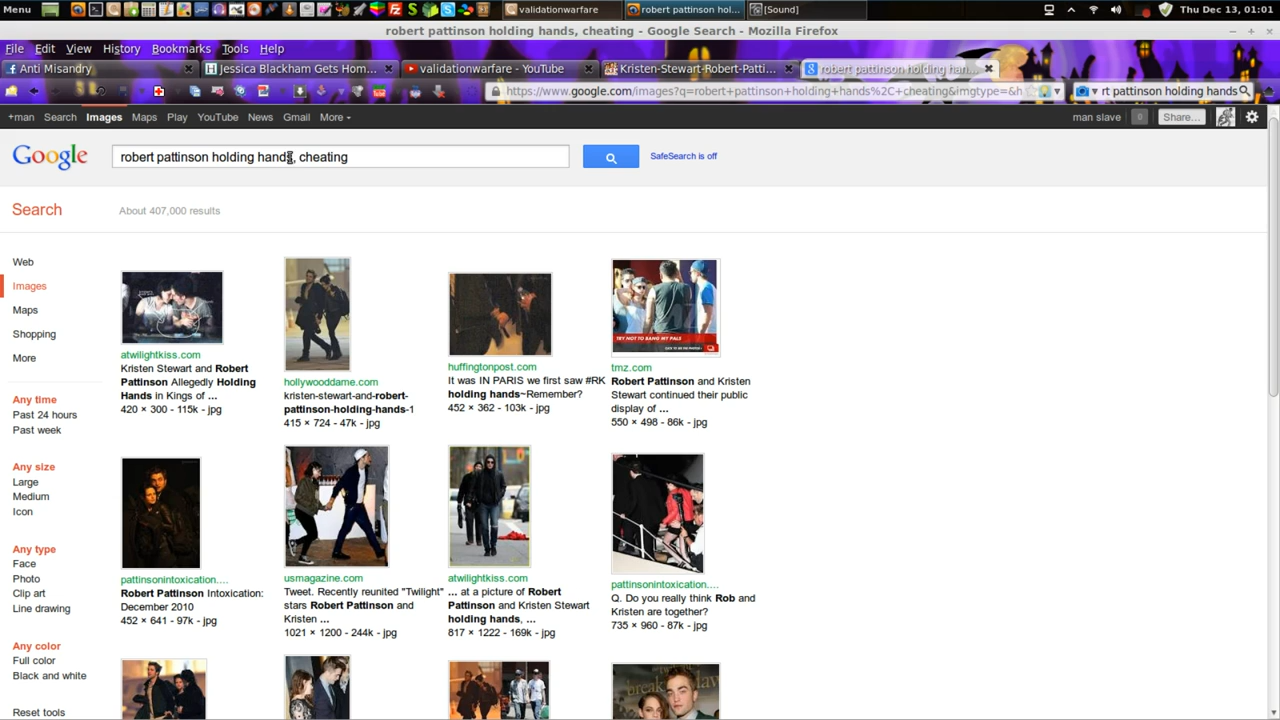 Menu
validationwarfare
robert pattinson hol...
[Sound]
Thu Dec 13, 01:01
robert pattinson holding hands, cheating - Google Search - Mozilla Firefox
File Edit View History Bookmarks Tools Help
Anti Misandry
Jessica Blackham Gets Hom...
validationwarfare - YouTube
Kristen-Stewart-Robert-Patti...
robert pattinson holding han...
https://www.google.com/images?q=robert+pattinson+holding+hands%2C+cheating&imgtype=&h
rt pattinson holding hands
+man Search Images Maps Play YouTube News Gmail More
man slave 0 Share...
Google
robert pattinson holding hands, cheating
SafeSearch is off
Search
About 407,000 results
Web
Images
Maps
Shopping
More
Any time
Past 24 hours
Past week
Any size
Large
Medium
Icon
Any type
Face
Photo
Clip art
Line drawing
Any color
Full color
Black and white
Reset tools
atwilightkiss.com
Kristen Stewart and Robert
Pattinson Allegedly Holding
Hands in Kings of ...
420 × 300 - 115k - jpg
hollywooddame.com
kristen-stewart-and-robert-
pattinson-holding-hands-1
415 × 724 - 47k - jpg
huffingtonpost.com
It was IN PARIS we first saw #RK
holding hands~Remember?
452 × 362 - 103k - jpg
TRY NOT TO BANG MY PALS
tmz.com
Robert Pattinson and Kristen
Stewart continued their public
display of ...
550 × 498 - 86k - jpg
pattinsonintoxication....
Robert Pattinson Intoxication:
December 2010
452 × 641 - 97k - jpg
usmagazine.com
Tweet. Recently reunited "Twilight"
stars Robert Pattinson and
Kristen ...
1021 × 1200 - 244k - jpg
atwilightkiss.com
... at a picture of Robert
Pattinson and Kristen Stewart
holding hands, ...
817 × 1222 - 169k - jpg
pattinsonintoxication....
Q. Do you really think Rob and
Kristen are together?
735 × 960 - 87k - jpg